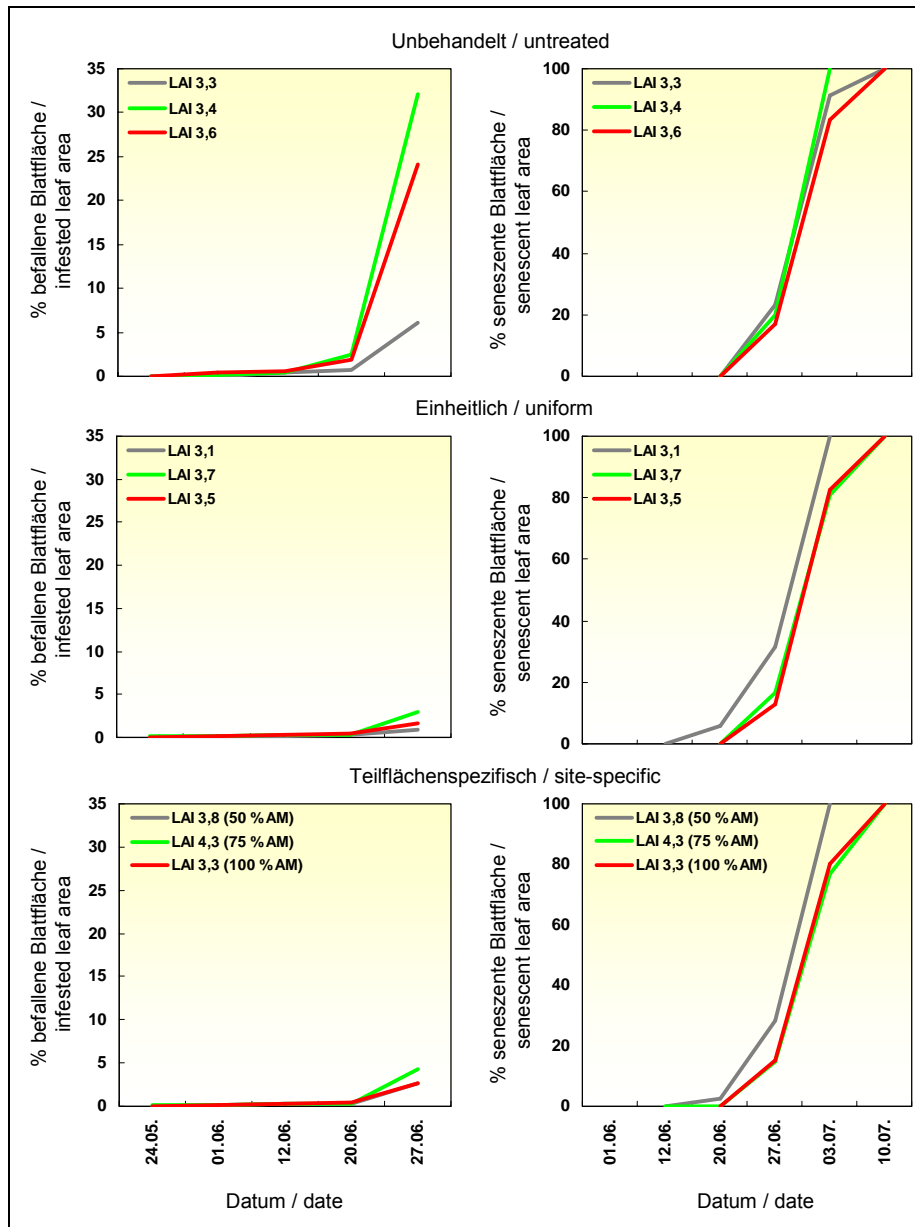 Unbehandelt / untreated
% befallene Blattfläche /
infested leaf area
35
30
25
20
15
10
5
0
LAI 3,3
LAI 3,4
LAI 3,6
% seneszente Blattfläche /
senescent leaf area
100
80
60
40
20
0
LAI 3,3
LAI 3,4
LAI 3,6
Einheitlich / uniform
% befallene Blattfläche /
infested leaf area
35
30
25
20
15
10
5
0
LAI 3,1
LAI 3,7
LAI 3,5
% seneszente Blattfläche /
senescent leaf area
100
80
60
40
20
0
LAI 3,1
LAI 3,7
LAI 3,5
Teilflächenspezifisch / site-specific
% befallene Blattfläche /
infested leaf area
35
30
25
20
15
10
5
0
LAI 3,8 (50 % AM)
LAI 4,3 (75 % AM)
LAI 3,3 (100 % AM)
24.05.
01.06.
12.06.
20.06.
27.06.
Datum / date
% seneszente Blattfläche /
senescent leaf area
100
80
60
40
20
0
LAI 3,8 (50 % AM)
LAI 4,3 (75 % AM)
LAI 3,3 (100 % AM)
01.06.
12.06.
20.06.
27.06.
03.07.
10.07.
Datum / date